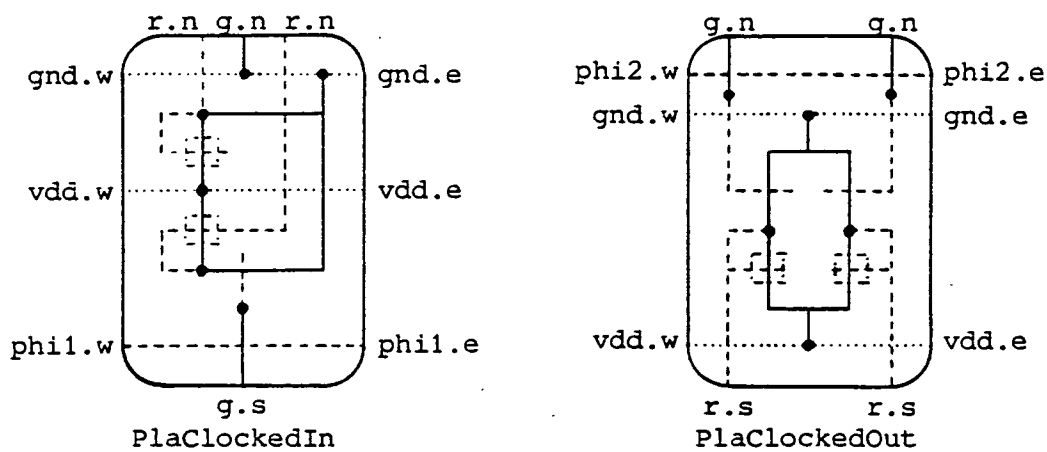 r.n g.n r.n
gnd.w
gnd.e
vdd.w
vdd.e
phi1.w
phi1.e
g.s
PlaClockedIn
g.n
g.n
phi2.w
phi2.e
gnd.w
gnd.e
vdd.w
vdd.e
r.s
r.s
PlaClockedOut